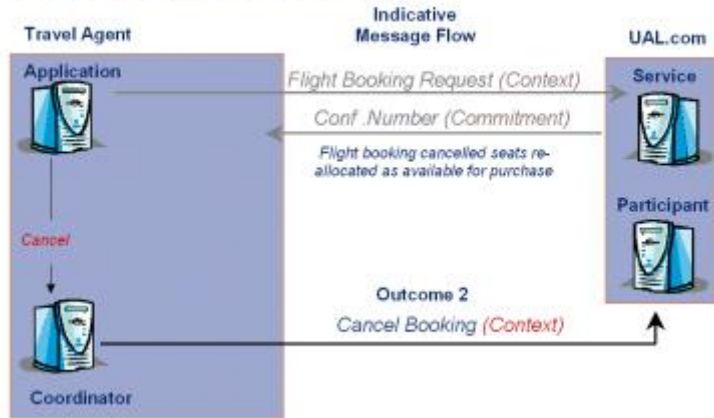 Indicative
Message Flow
Travel Agent
UAL.com
Application
Service
Flight Booking Request (Context)
Conf .Number (Commitment)
Flight booking cancelled seats re-
allocated as available for purchase
Participant
Cancel
Outcome 2
Cancel Booking (Context)
Coordinator